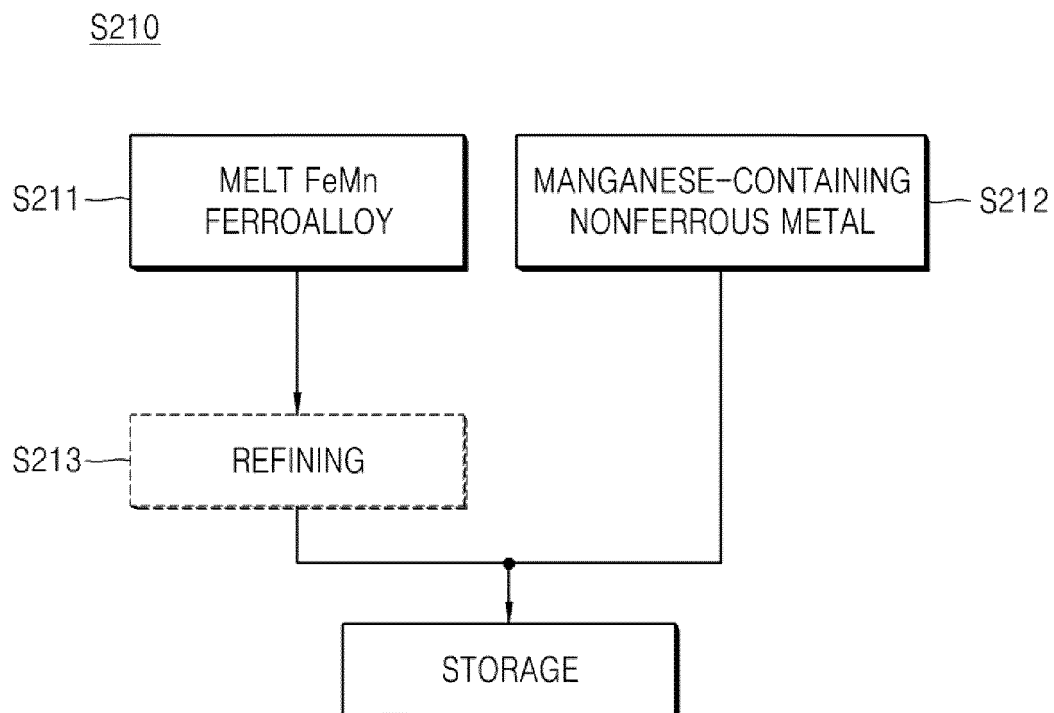 S210
S211
MELT FeMn
FERROALLOY
MANGANESE-CONTAINING
NONFERROUS METAL
S212
S213
REFINING
STORAGE